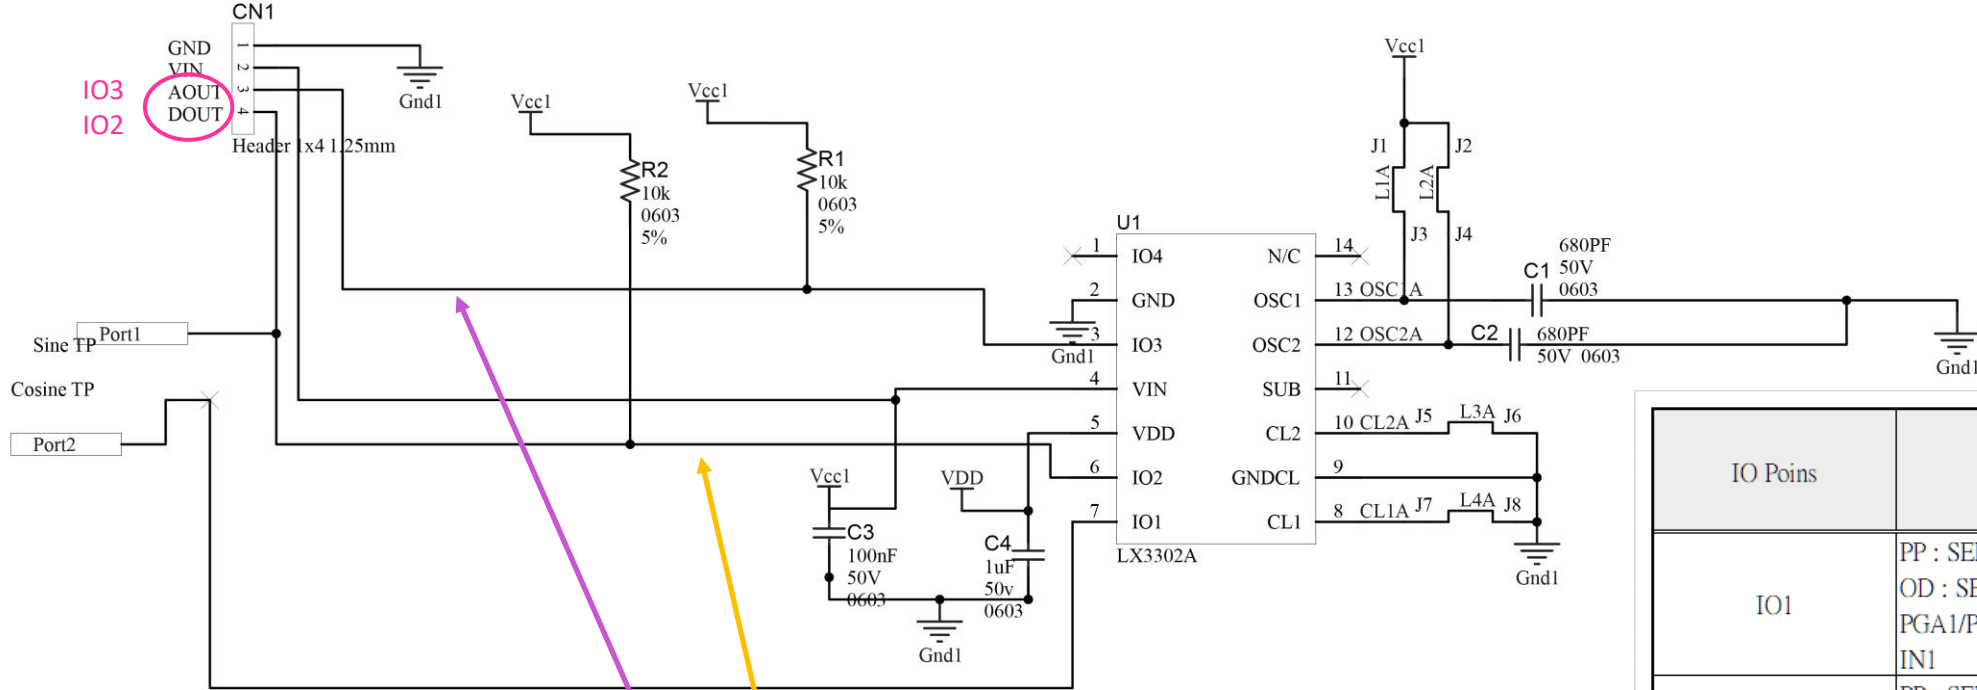 CN1
GND 1
VIN 2
IO3 AOUT 3
IO2 DOUT 4
Header 1x4 1.25mm
Gnd1
Vcc1
R2
10k
0603
5%
Vcc1
R1
10k
0603
5%
Sine TP Port1
Cosine TP
Port2
Vcc1
C3
100nF
50V
0603
VDD
C4
1uF
50v
0603
Gnd1
U1
1 IO4
2 GND
3 IO3
4 VIN
5 VDD
6 IO2
7 IO1
Gnd1
N/C 14
OSC1 13 OSC1A
OSC2 12 OSC2A
SUB 11
CL2 10 CL2A
GNDCL 9
CL1 8 CL1A
LX3302A
Vcc1
J1 J2
L1A L2A
J3 J4
C1
680PF
50V
0603
C2
680PF
50V 0603
Gnd1
J5 L3A J6
J7 L4A J8
Gnd1
IO Poins
IO1
PP : SE
OD : SE
PGA1/P
IN1